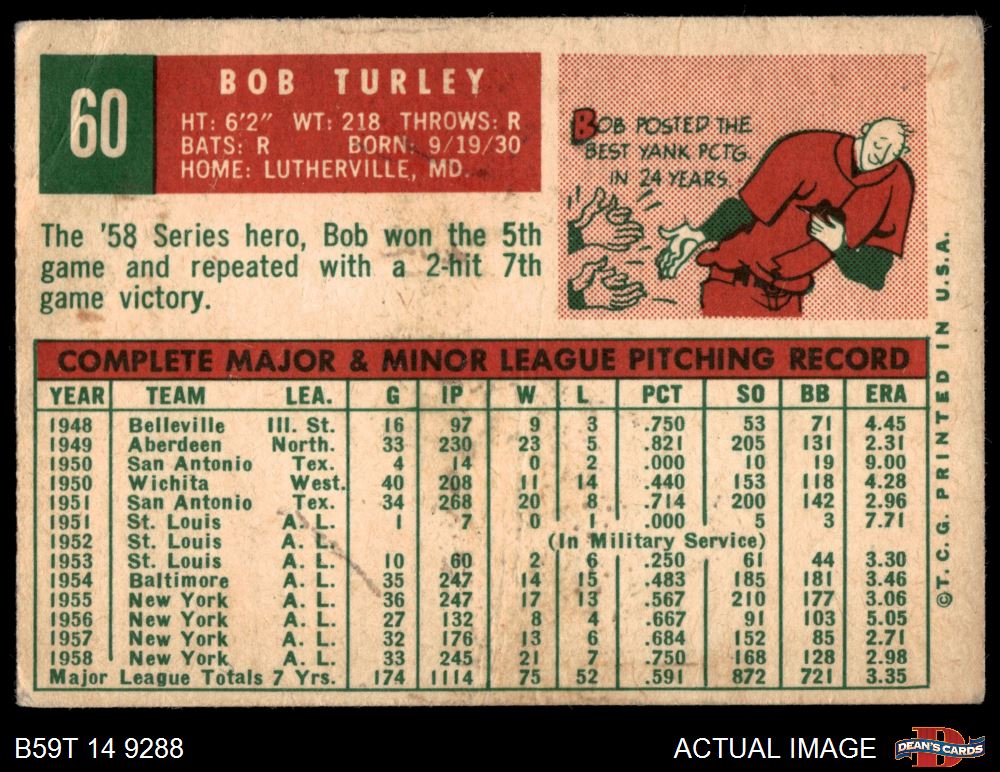 60
BOB TURLEY
HT: 6'2" WT: 218 THROWS: R
BATS: R BORN: 9/19/30
HOME: LUTHERVILLE, MD.
BOB POSTED THE
BEST YANK PCTG.
IN 24 YEARS
The '58 Series hero, Bob won the 5th
game and repeated with a 2-hit 7th
game victory.
COMPLETE MAJOR & MINOR LEAGUE PITCHING RECORD
YEAR TEAM LEA. G IP W L PCT SO BB ERA
1948 Belleville Ill. St. 16 97 9 3 .750 53 71 4.45
1949 Aberdeen North. 33 230 23 5 .821 205 131 2.31
1950 San Antonio Tex. 4 14 0 2 .000 10 19 9.00
1950 Wichita West. 40 208 11 14 .440 153 118 4.28
1951 San Antonio Tex. 34 268 20 8 .714 200 142 2.96
1951 St. Louis A. L. 1 7 0 1 .000 5 3 7.71
1952 St. Louis A. L. (In Military Service)
1953 St. Louis A. L. 10 60 2 6 .250 61 44 3.30
1954 Baltimore A. L. 35 247 14 15 .483 185 181 3.46
1955 New York A. L. 36 247 17 13 .567 210 177 3.06
1956 New York A. L. 27 132 8 4 .667 91 103 5.05
1957 New York A. L. 32 176 13 6 .684 152 85 2.71
1958 New York A. L. 33 245 21 7 .750 168 128 2.98
Major League Totals 7 Yrs. 174 1114 75 52 .591 872 721 3.35
©T. C. G. PRINTED IN U.S.A.
B59T 14 9288
ACTUAL IMAGE
D
DEAN'S CARDS